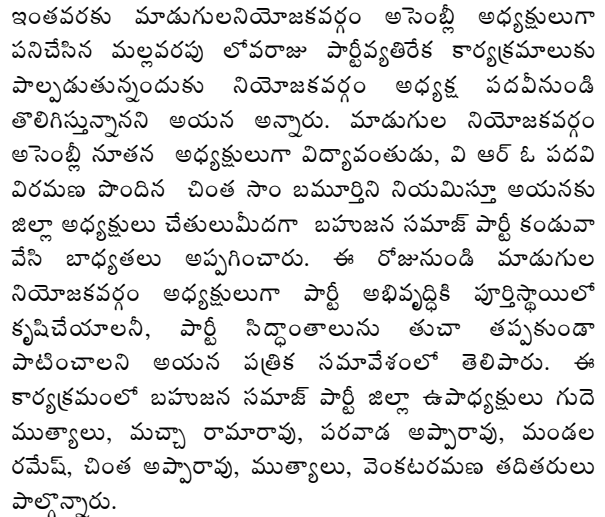 ఇంతవరకు మాడుగులనియోజకవర్గం అసెంబ్లీ అధ్యక్షులుగా
పనిచేసిన మల్లవరపు లోవరాజు పార్టీవ్యతిరేక కార్యక్రమాలుకు
పాల్పడుతున్నందుకు నియోజకవర్గం అధ్యక్ష పదవీనుండి
తొలిగిస్తున్నానని అయన అన్నారు. మాడుగుల నియోజకవర్గం
అసెంబ్లీ నూతన అధ్యక్షులుగా విద్యావంతుడు, వి ఆర్ ఓ పదవి
విరమణ పొందిన చింత సాం బమూర్తిని నియమిస్తూ అయనకు
జిల్లా అధ్యక్షులు చేతులుమీదగా బహుజన సమాజ్ పార్టీ కండువా
వేసి బాధ్యతలు అప్పగించారు. ఈ రోజునుండి మాడుగుల
నియోజకవర్గం అధ్యక్షులుగా పార్టీ అభివృద్ధికి పూర్తిస్థాయిలో
కృషిచేయాలనీ, పార్టీ సిద్ధాంతాలును తుచా తప్పకుండా
పాటించాలని అయన పత్రిక సమావేశంలో తెలిపారు. ఈ
కార్యక్రమంలో బహుజన సమాజ్ పార్టీ జిల్లా ఉపాధ్యక్షులు గుదె
ముత్యాలు, మచ్చా రామారావు, పరవాడ అప్పారావు, మండల
రమేష్, చింత అప్పారావు, ముత్యాలు, వెంకటరమణ తదితరులు
పాల్గొన్నారు.